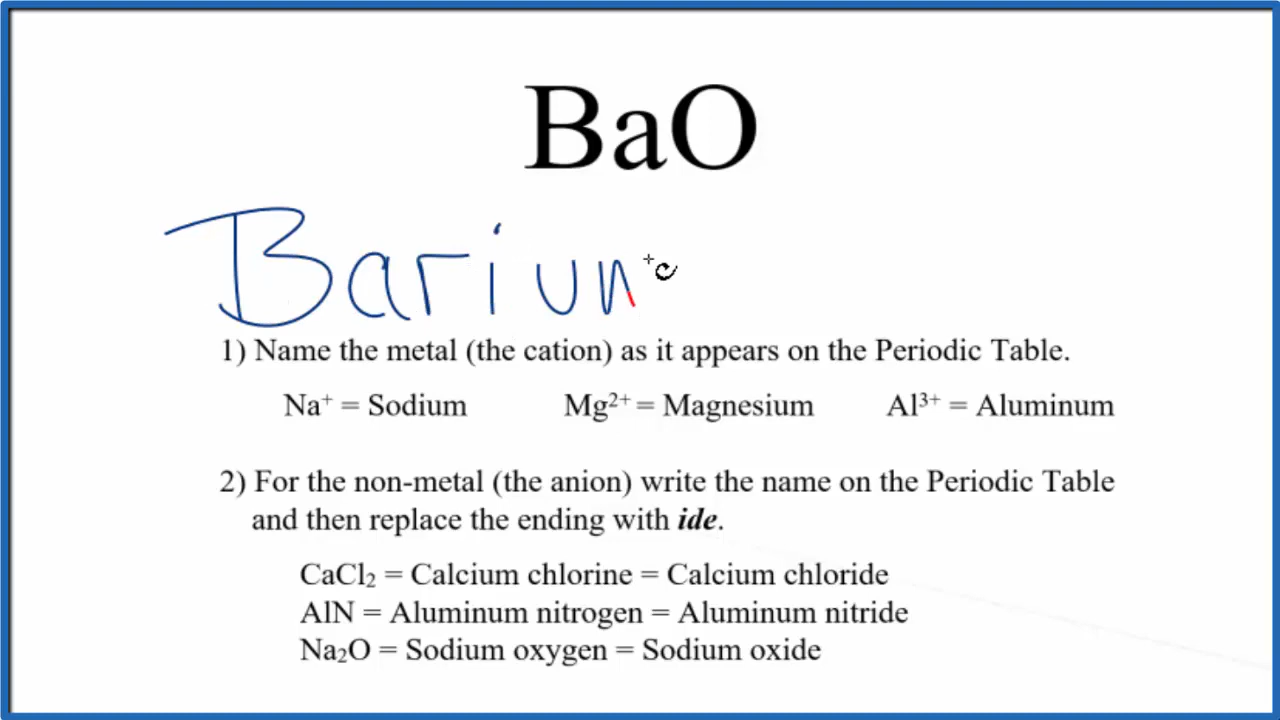 BaO
Bariun
1) Name the metal (the cation) as it appears on the Periodic Table.
Na⁺ = Sodium Mg²⁺ = Magnesium Al³⁺ = Aluminum
2) For the non-metal (the anion) write the name on the Periodic Table
and then replace the ending with ide.
CaCl₂ = Calcium chlorine = Calcium chloride
AlN = Aluminum nitrogen = Aluminum nitride
Na₂O = Sodium oxygen = Sodium oxide